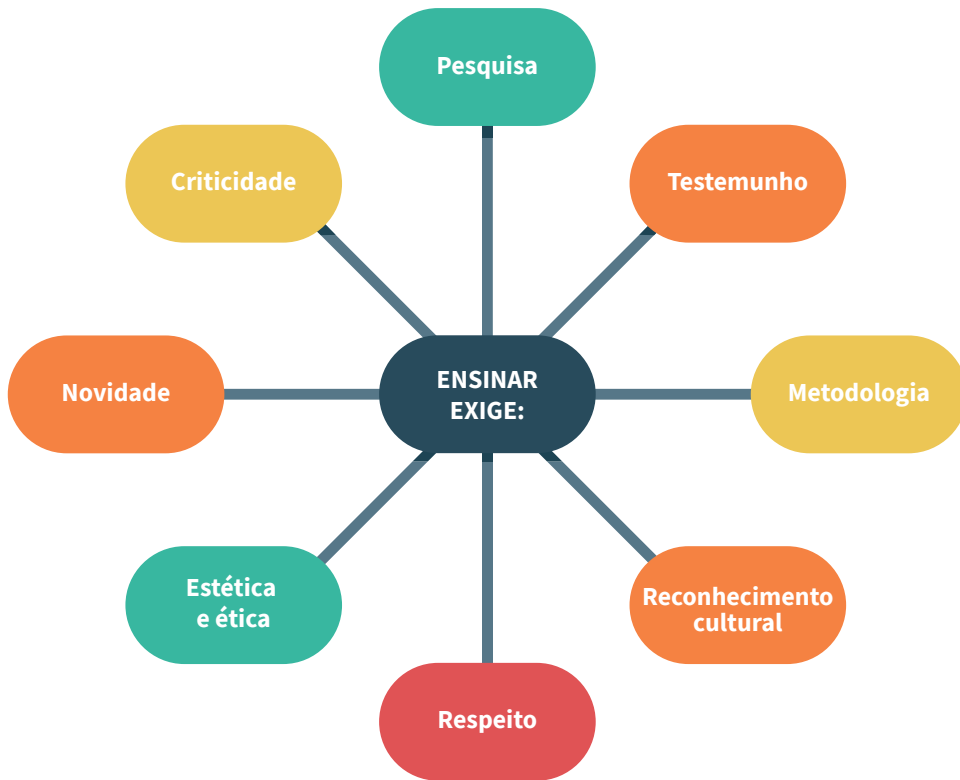 Pesquisa
Criticidade
Testemunho
Novidade
ENSINAR
EXIGE:
Metodologia
Estética
e ética
Reconhecimento
cultural
Respeito